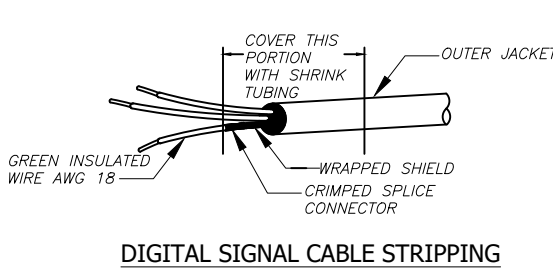 COVER THIS
PORTION
WITH SHRINK
TUBING
OUTER JACKET
GREEN INSULATED
WIRE AWG 18
WRAPPED SHIELD
CRIMPED SPLICE
CONNECTOR
DIGITAL SIGNAL CABLE STRIPPING